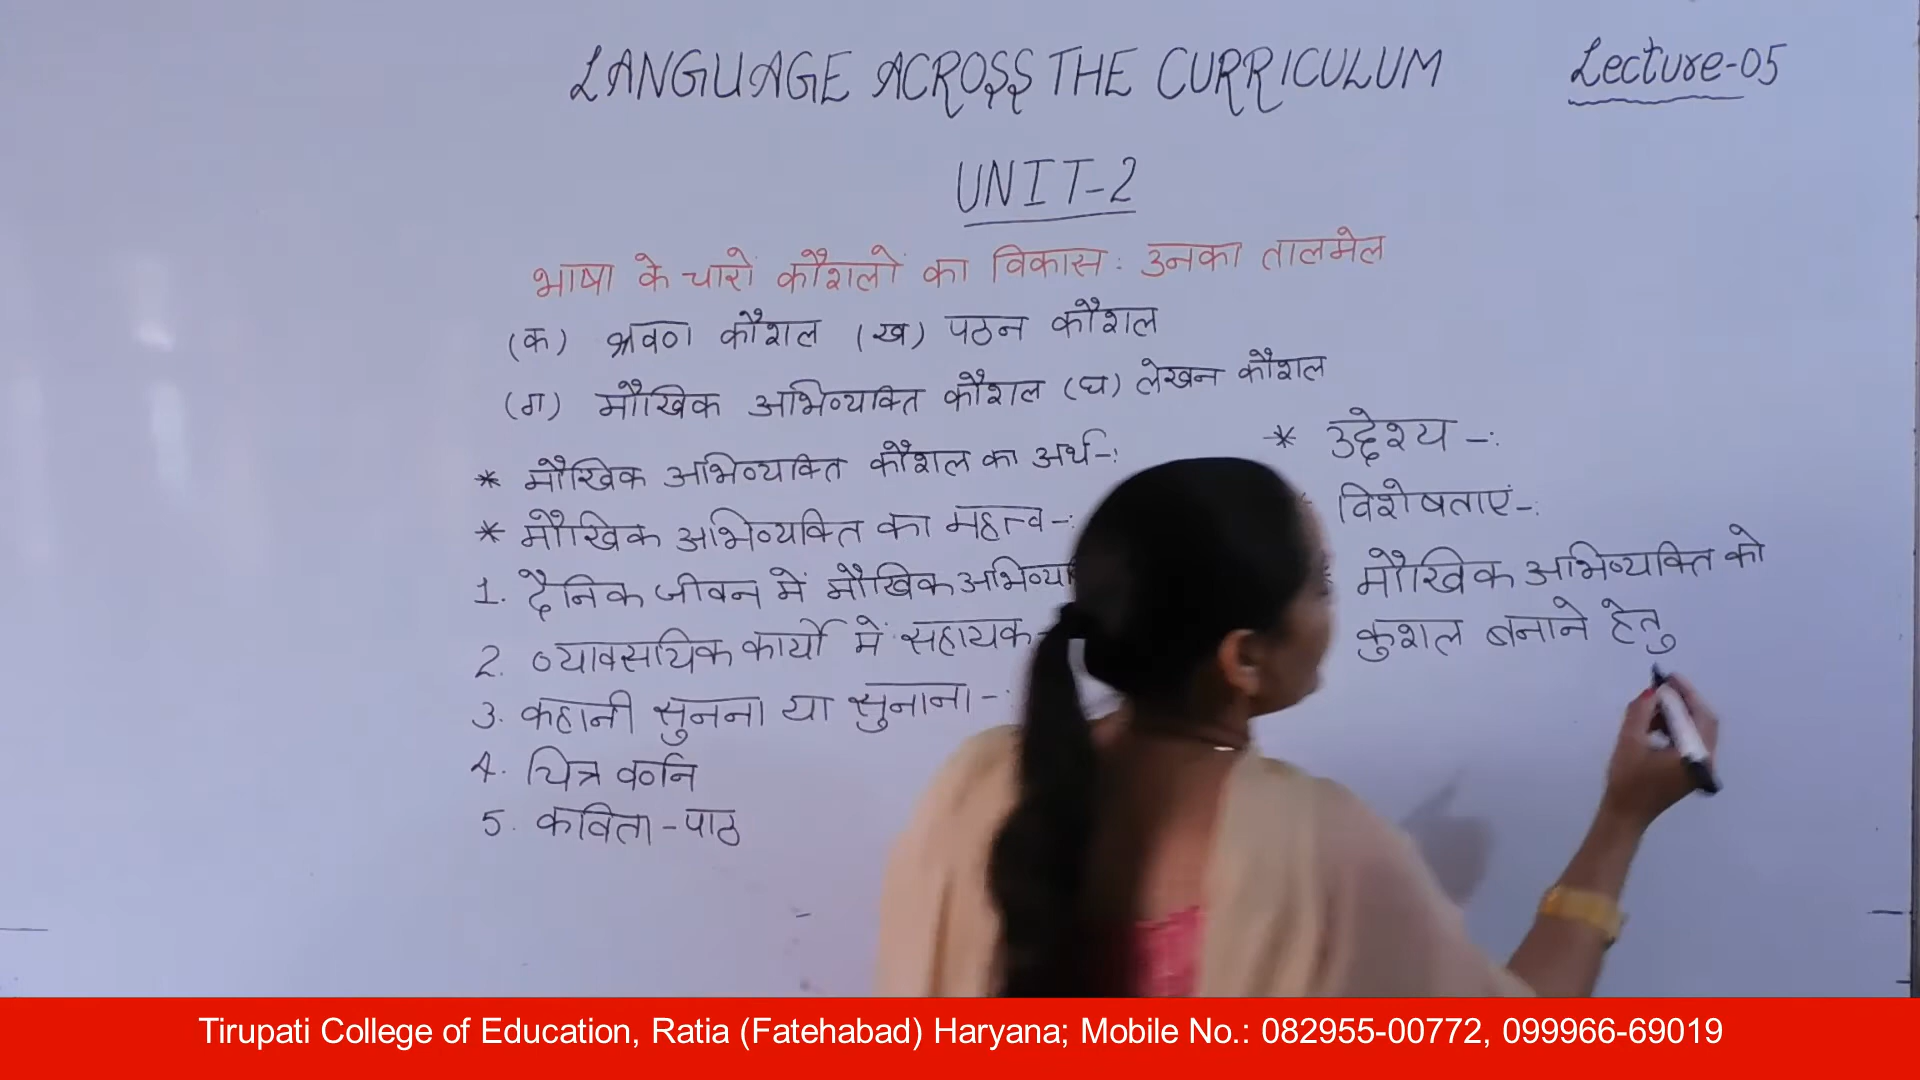 LANGUAGE ACROSS THE CURRICULUM
Lecture-05
UNIT-2
भाषा के चारों कौशलों का विकास : उनका तालमेल
(क) श्रवण कौशल (ख) पठन कौशल
(ग) मौखिक अभिव्यक्ति कौशल (घ) लेखन कौशल
* मौखिक अभिव्यक्ति कौशल का अर्थ-:
* मौखिक अभिव्यक्ति का महत्त्व-:
1. दैनिक जीवन में मौखिक
2. व्यावसायिक कार्यों में सहायक-
3. कहानी सुनना या सुनाना-:
4. चित्र वर्णन
5. कविता-पाठ
* उद्देश्य-:
विशेषताएं-:
मौखिक अभिव्यक्ति को
कुशल बनाने हेतु
Tirupati College of Education, Ratia (Fatehabad) Haryana; Mobile No.: 082955-00772, 099966-69019